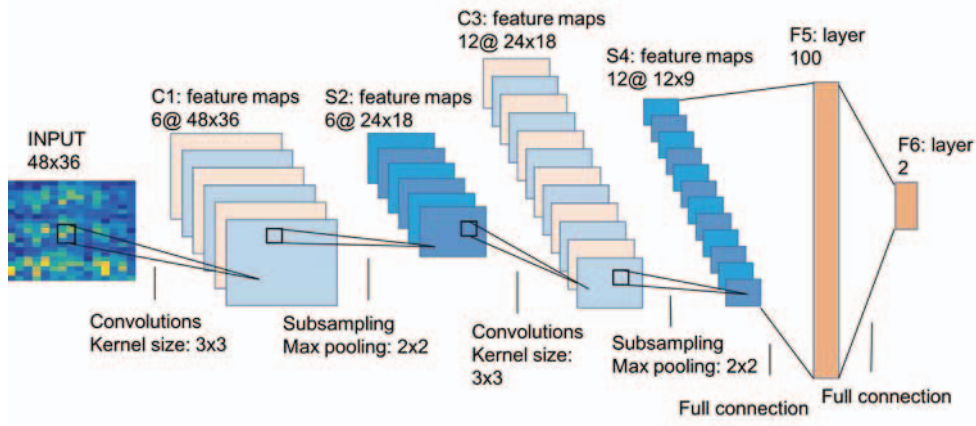 INPUT
48x36
C1: feature maps
6@ 48x36
S2: feature maps
6@ 24x18
C3: feature maps
12@ 24x18
S4: feature maps
12@ 12x9
F5: layer
100
F6: layer
2
Convolutions
Kernel size: 3x3
Subsampling
Max pooling: 2x2
Convolutions
Kernel size:
3x3
Subsampling
Max pooling: 2x2
Full connection
Full connection